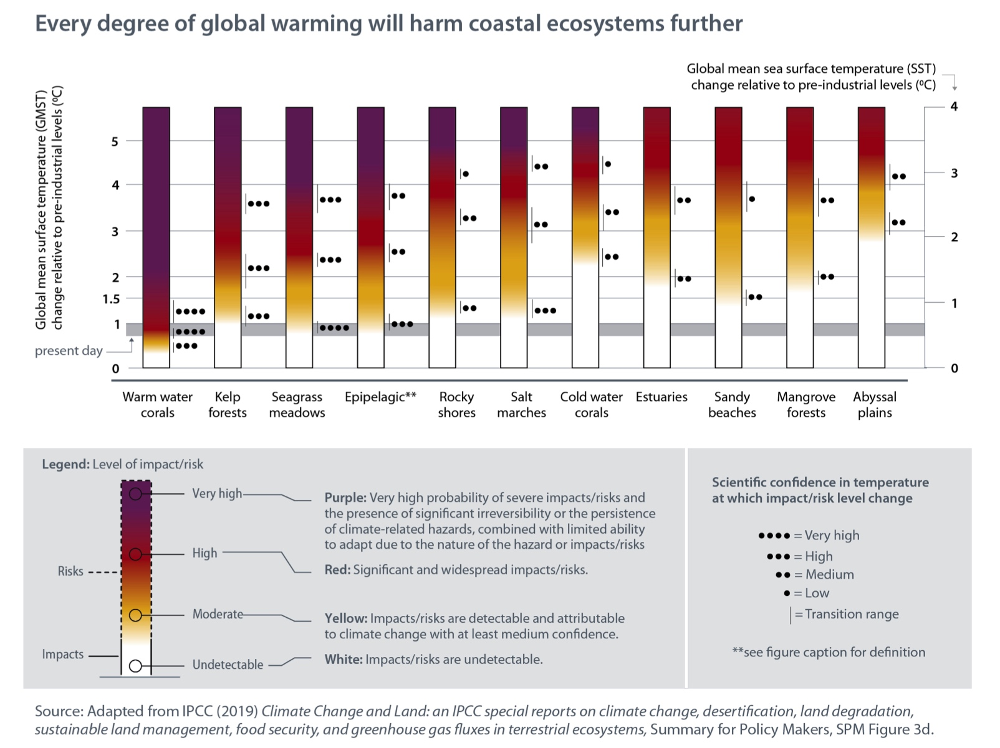 Every degree of global warming will harm coastal ecosystems further
Global mean sea surface temperature (SST)
change relative to pre-industrial levels (ºC)
Global mean surface temperature (GMST)
change relative to pre-industrial levels (ºC)
5
4
3
2
1.5
1
0
present day
4
3
2
1
0
Warm water
corals
Kelp
forests
Seagrass
meadows
Epipelagic**
Rocky
shores
Salt
marches
Cold water
corals
Estuaries
Sandy
beaches
Mangrove
forests
Abyssal
plains
Legend: Level of impact/risk
Very high
High
Moderate
Undetectable
Risks
Impacts
Purple: Very high probability of severe impacts/risks and
the presence of significant irreversibility or the persistence
of climate-related hazards, combined with limited ability
to adapt due to the nature of the hazard or impacts/risks
Red: Significant and widespread impacts/risks.
Yellow: Impacts/risks are detectable and attributable
to climate change with at least medium confidence.
White: Impacts/risks are undetectable.
Scientific confidence in temperature
at which impact/risk level change
●●●● = Very high
●●● = High
●● = Medium
● = Low
| = Transition range
**see figure caption for definition
Source: Adapted from IPCC (2019) Climate Change and Land: an IPCC special reports on climate change, desertification, land degradation,
sustainable land management, food security, and greenhouse gas fluxes in terrestrial ecosystems, Summary for Policy Makers, SPM Figure 3d.